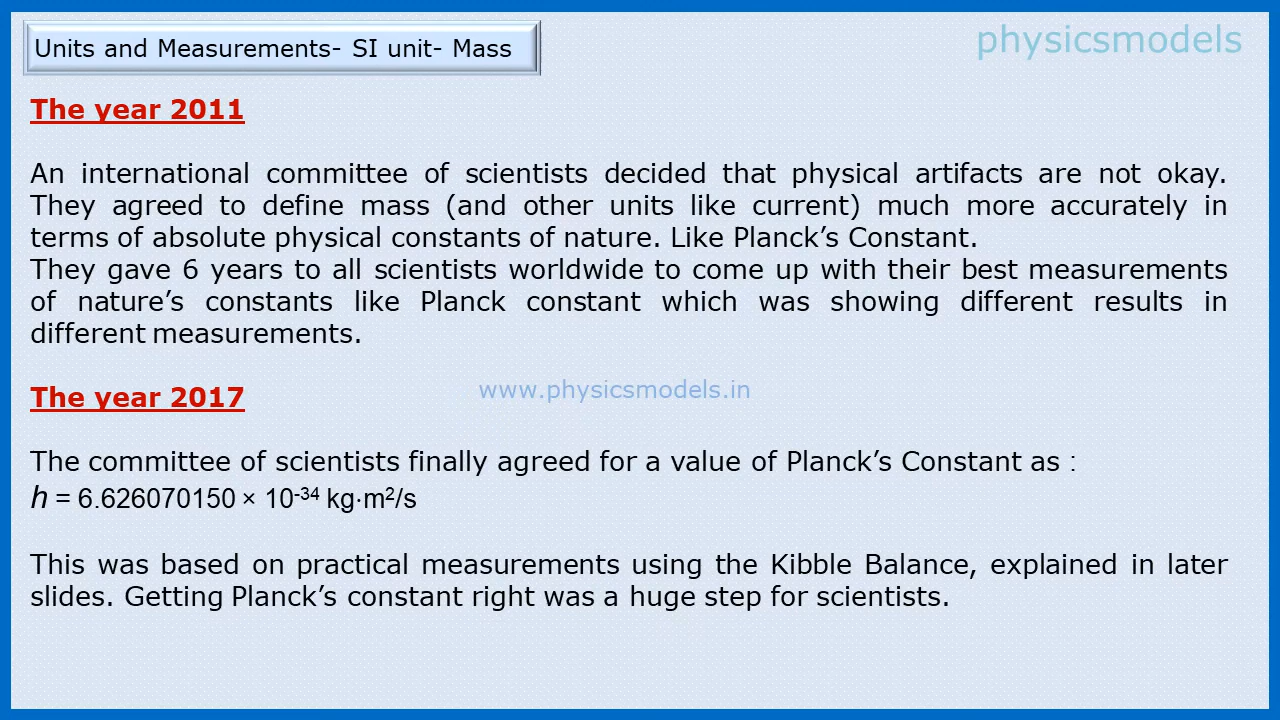 Units and Measurements- SI unit- Mass
physicsmodels
The year 2011
An international committee of scientists decided that physical artifacts are not okay.
They agreed to define mass (and other units like current) much more accurately in
terms of absolute physical constants of nature. Like Planck’s Constant.
They gave 6 years to all scientists worldwide to come up with their best measurements
of nature’s constants like Planck constant which was showing different results in
different measurements.
The year 2017
www.physicsmodels.in
The committee of scientists finally agreed for a value of Planck’s Constant as :
h = 6.626070150 × 10⁻³⁴ kg·m²/s
This was based on practical measurements using the Kibble Balance, explained in later
slides. Getting Planck’s constant right was a huge step for scientists.